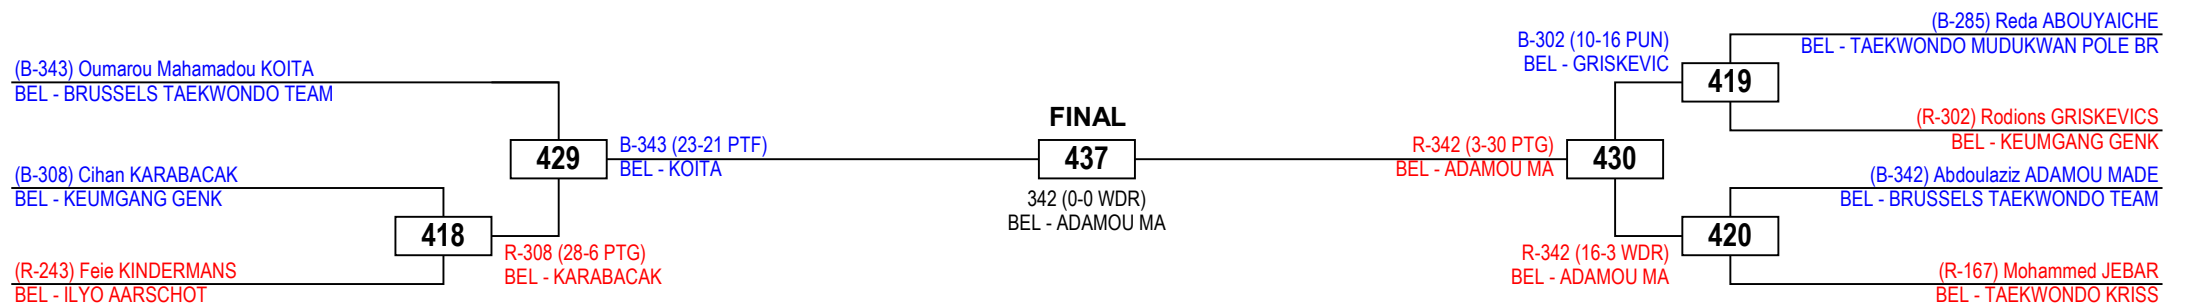 (B-343) Oumarou Mahamadou KOITA
BEL - BRUSSELS TAEKWONDO TEAM
(B-308) Cihan KARABACAK
BEL - KEUMGANG GENK
(R-243) Feie KINDERMANS
BEL - ILYO AARSCHOT
418
R-308 (28-6 PTG)
BEL - KARABACAK
429
B-343 (23-21 PTF)
BEL - KOITA
FINAL
437
342 (0-0 WDR)
BEL - ADAMOU MA
R-342 (3-30 PTG)
BEL - ADAMOU MA
430
B-302 (10-16 PUN)
BEL - GRISKEVIC
419
R-342 (16-3 WDR)
BEL - ADAMOU MA
420
(B-285) Reda ABOUYAICHE
BEL - TAEKWONDO MUDUKWAN POLE BR
(R-302) Rodions GRISKEVICS
BEL - KEUMGANG GENK
(B-342) Abdoulaziz ADAMOU MADE
BEL - BRUSSELS TAEKWONDO TEAM
(R-167) Mohammed JEBAR
BEL - TAEKWONDO KRISS